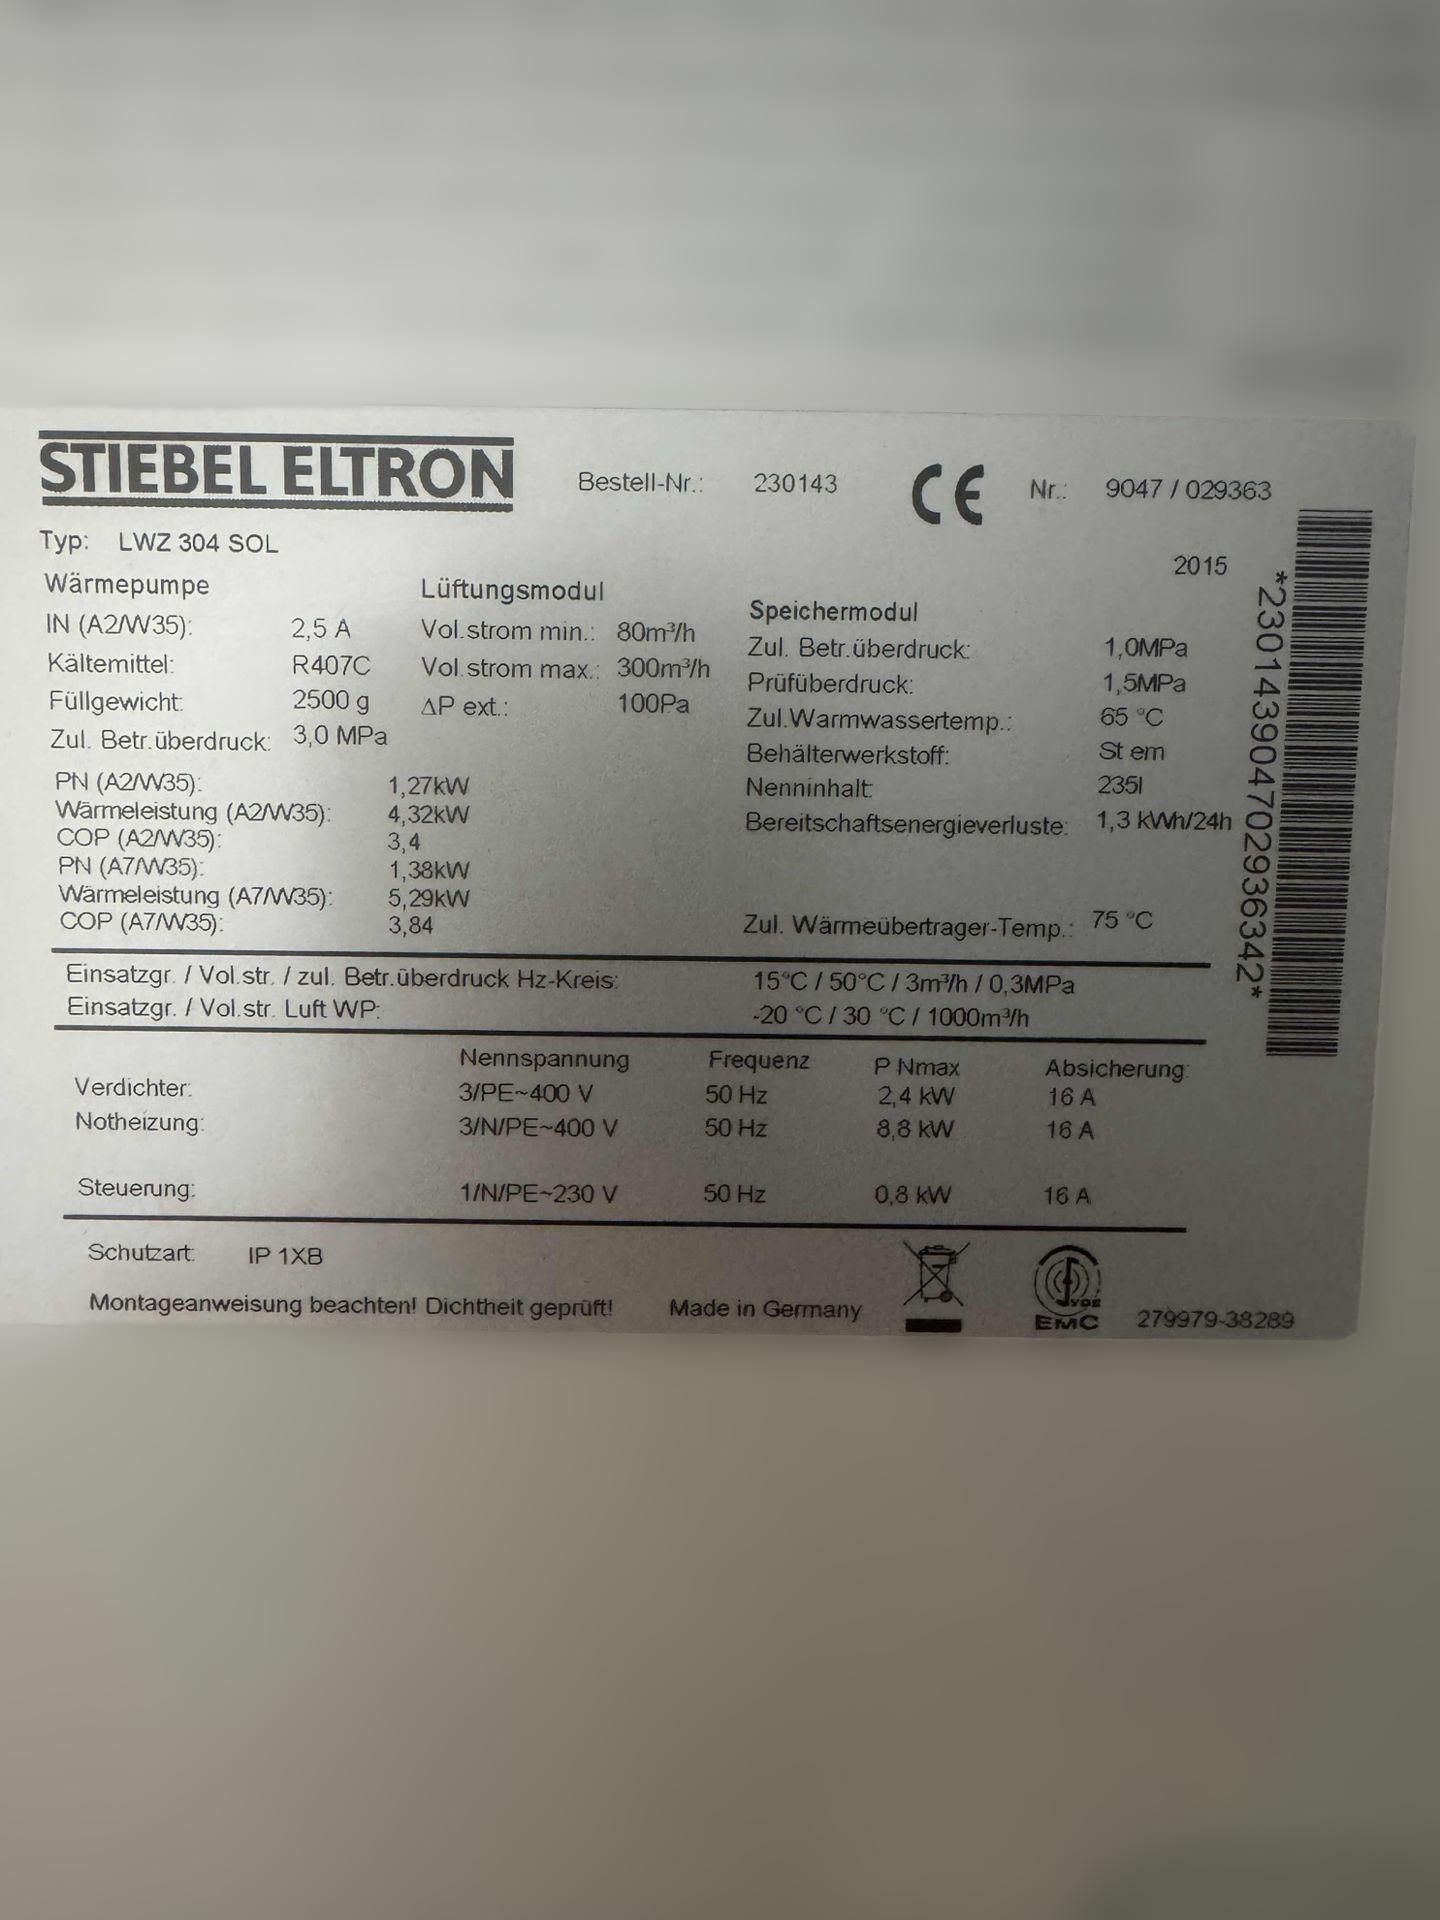 STIEBEL ELTRON Bestell-Nr.: 230143 CE Nr.: 9047 / 029363
Typ: LWZ 304 SOL
2015
Wärmepumpe
IN (A2/W35): 2,5 A
Kältemittel: R407C
Füllgewicht: 2500 g
Zul. Betr.überdruck: 3,0 MPa
PN (A2/W35): 1,27kW
Wärmeleistung (A2/W35): 4,32kW
COP (A2/W35): 3,4
PN (A7/W35): 1,38kW
Wärmeleistung (A7/W35): 5,29kW
COP (A7/W35): 3,84
Lüftungsmodul
Vol.strom min.: 80m³/h
Vol.strom max.: 300m³/h
ΔP ext.: 100Pa
Speichermodul
Zul. Betr.überdruck: 1,0MPa
Prüfüberdruck: 1,5MPa
Zul.Warmwassertemp.: 65 °C
Behälterwerkstoff: St em
Nenninhalt: 235l
Bereitschaftsenergieverluste: 1,3 kWh/24h
Zul. Wärmeübertrager-Temp.: 75 °C
*230143904702936342*
Einsatzgr. / Vol.str. / zul. Betr.überdruck Hz-Kreis: 15°C / 50°C / 3m³/h / 0,3MPa
Einsatzgr. / Vol.str. Luft WP: -20 °C / 30 °C / 1000m³/h
Nennspannung Frequenz P Nmax Absicherung:
Verdichter: 3/PE~400 V 50 Hz 2,4 kW 16 A
Notheizung: 3/N/PE~400 V 50 Hz 8,8 kW 16 A
Steuerung: 1/N/PE~230 V 50 Hz 0,8 kW 16 A
Schutzart: IP 1XB
Montageanweisung beachten! Dichtheit geprüft! Made in Germany
VDE
EMC
279979-38289